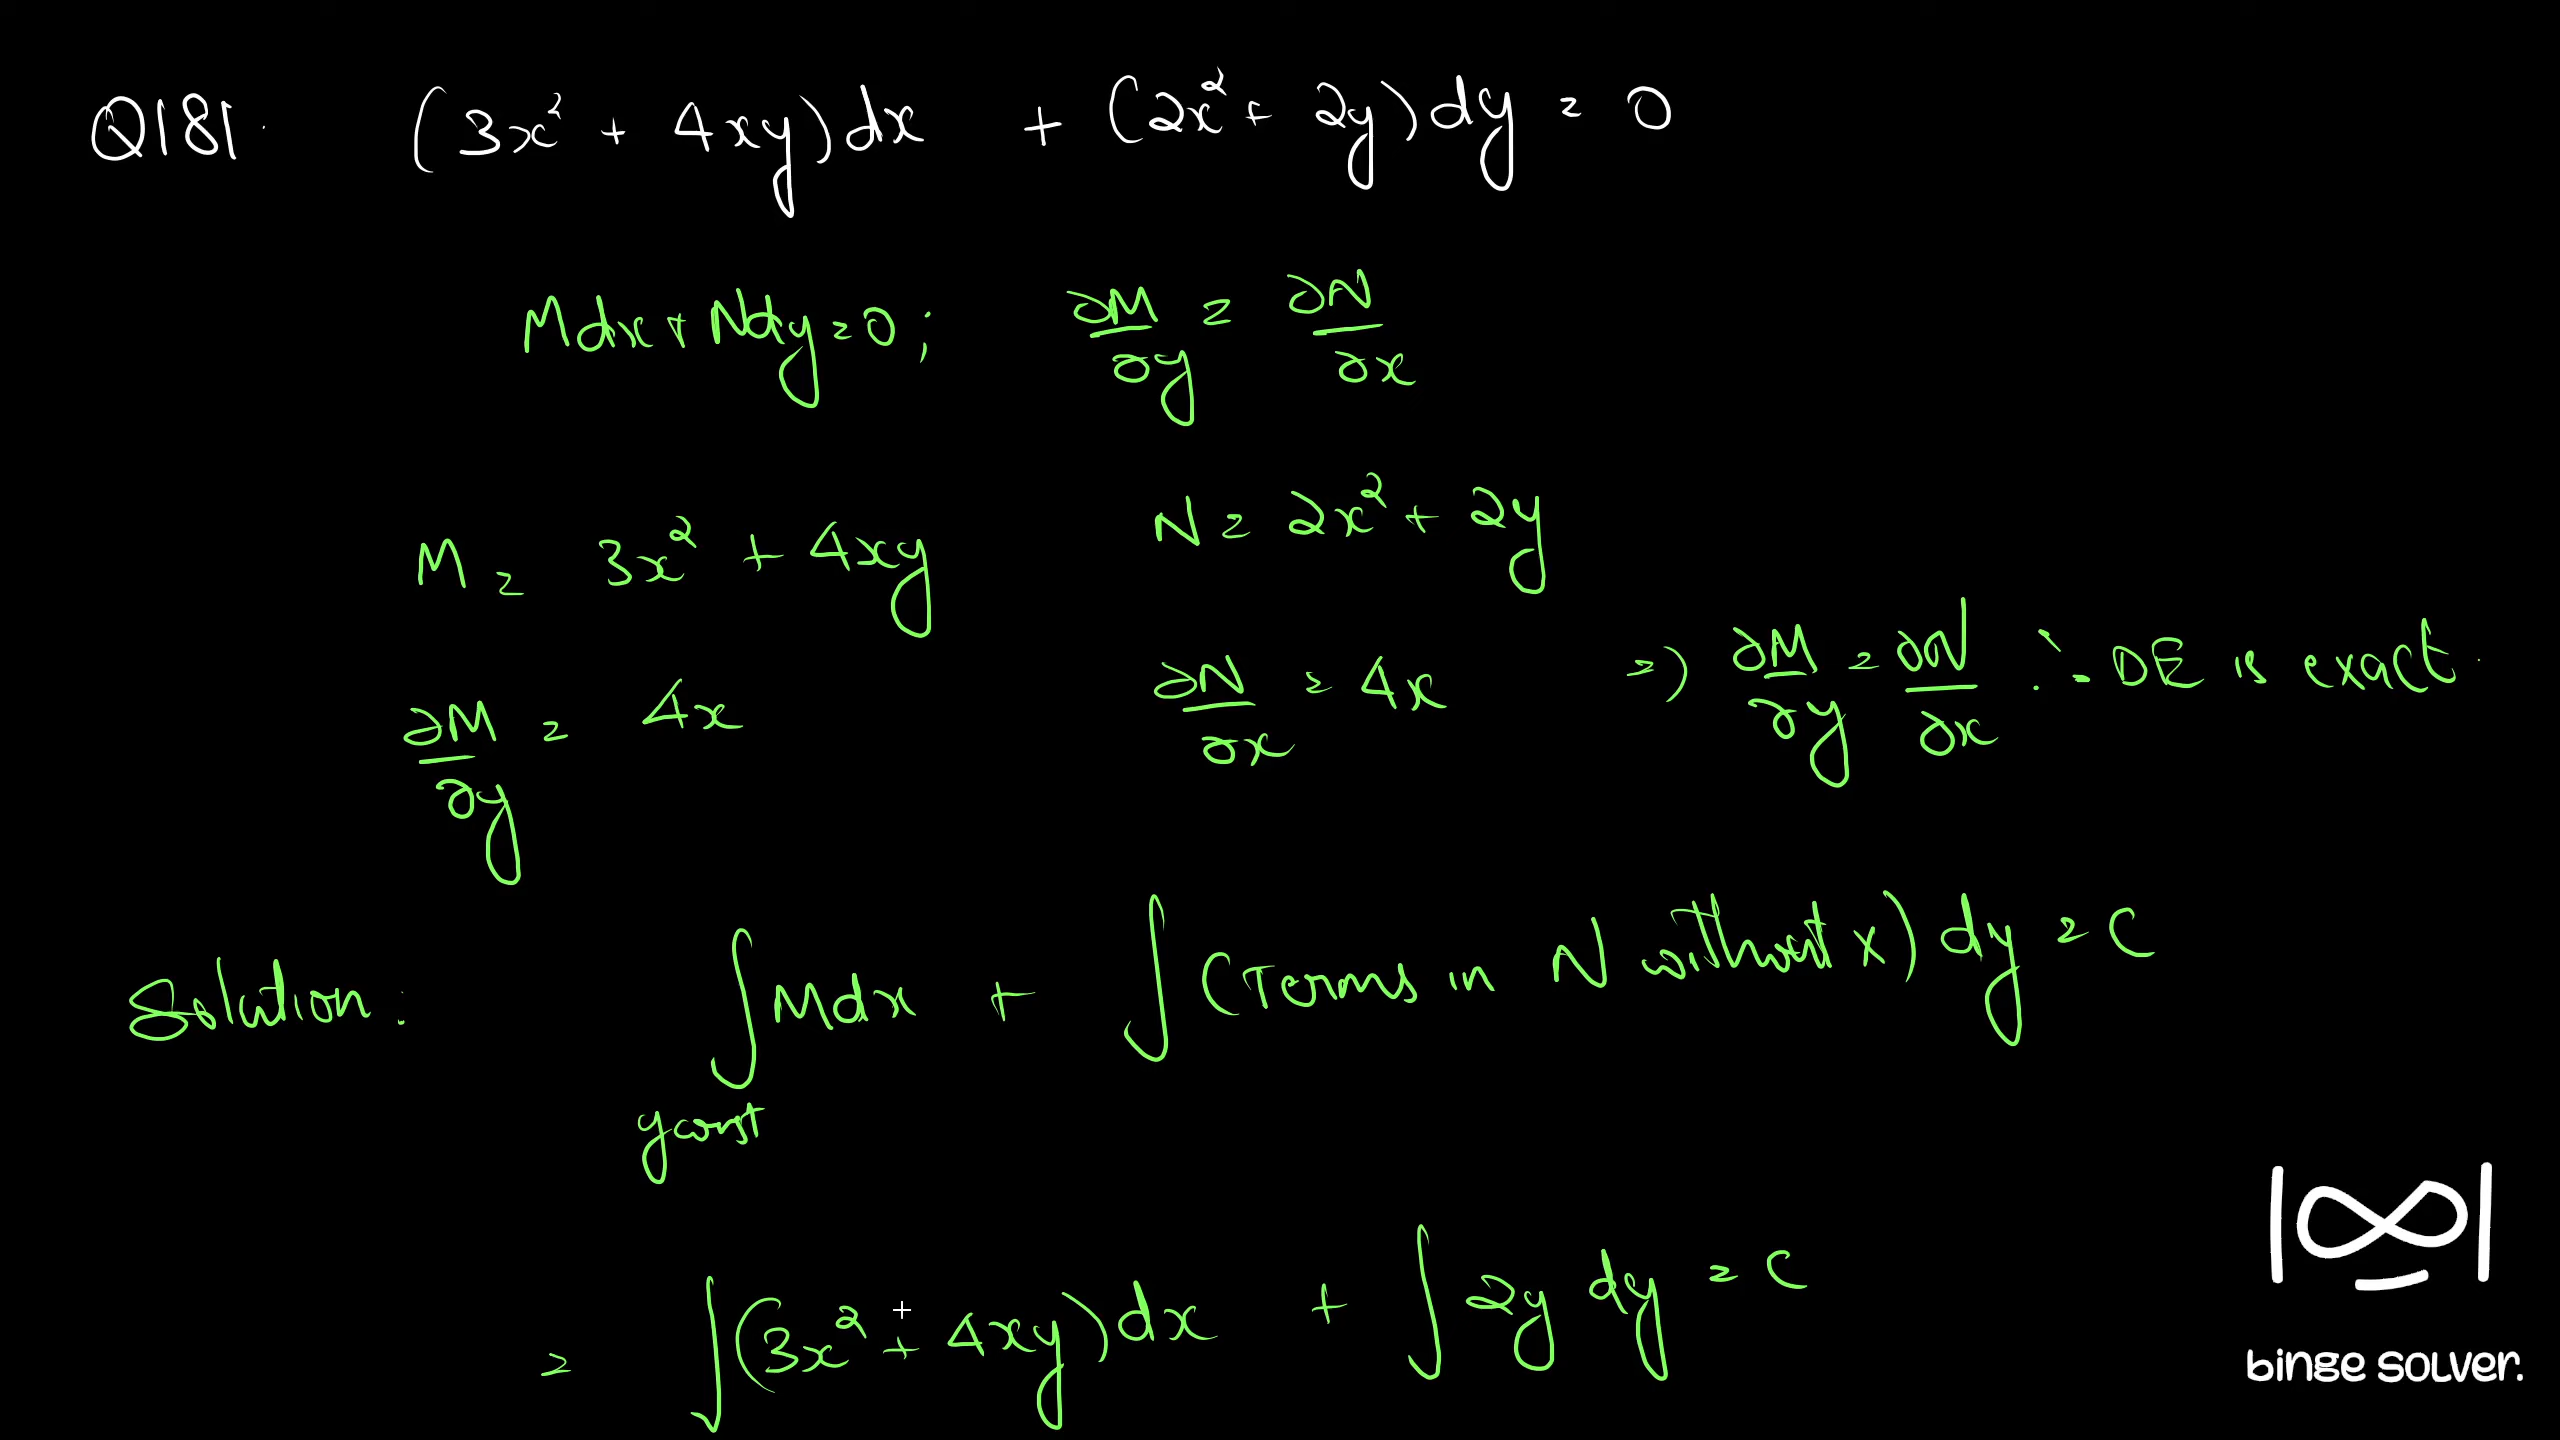 Q181. (3x² + 4xy)dx + (2x² + 2y)dy = 0
Mdx + Ndy = 0 ; ∂M/∂y = ∂N/∂x
M = 3x² + 4xy N = 2x² + 2y
∂M/∂y = 4x ∂N/∂x = 4x => ∂M/∂y = ∂N/∂x ∴ DE is exact.
Solution: ∫Mdx + ∫(Terms in N without x) dy = C
y const
= ∫(3x² + 4xy)dx + ∫2y dy = C
binge solver.